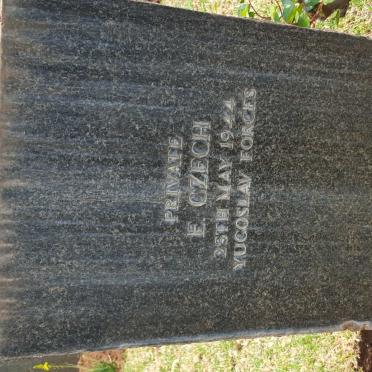 PRIVATE
E CZECH
25TH MAY 1944
YUGOSLAV FORCES